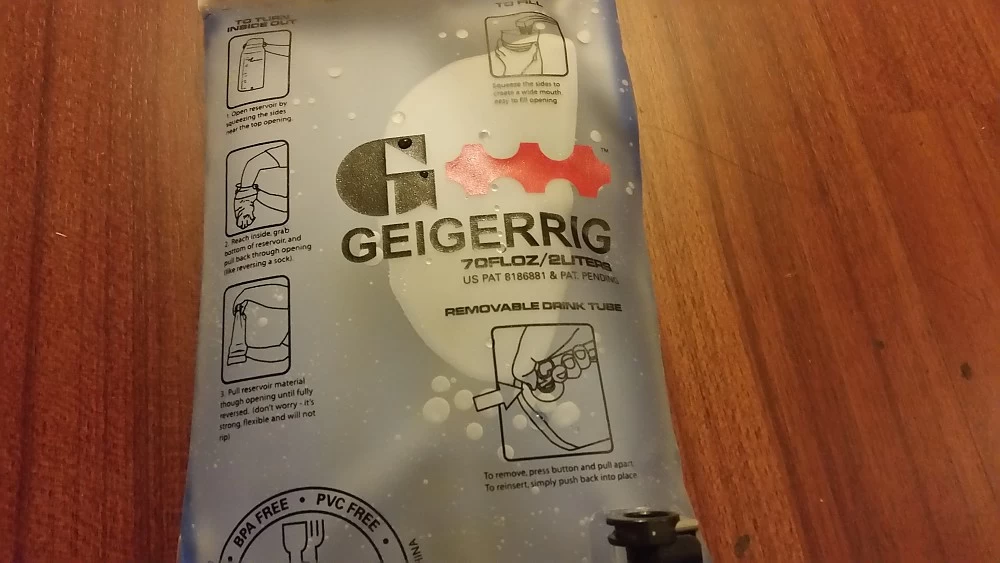 TO TURN
INSIDE OUT
1. Open reservoir by
squeezing the sides
near the top opening.
2. Reach inside, grab
bottom of reservoir, and
pull back through opening
(like reversing a sock).
3. Pull reservoir material
though opening until fully
reversed. (don't worry - it's
strong, flexible and will not
rip)
TO FILL
Squeeze the sides to
create a wide mouth
easy to fill opening
TM
GEIGERRIG
70FLOZ/2LITERS
US PAT 8186881 & PAT. PENDING
REMOVABLE DRINK TUBE
To remove, press button and pull apart.
To reinsert, simply push back into place.
BPA FREE • PVC FREE •